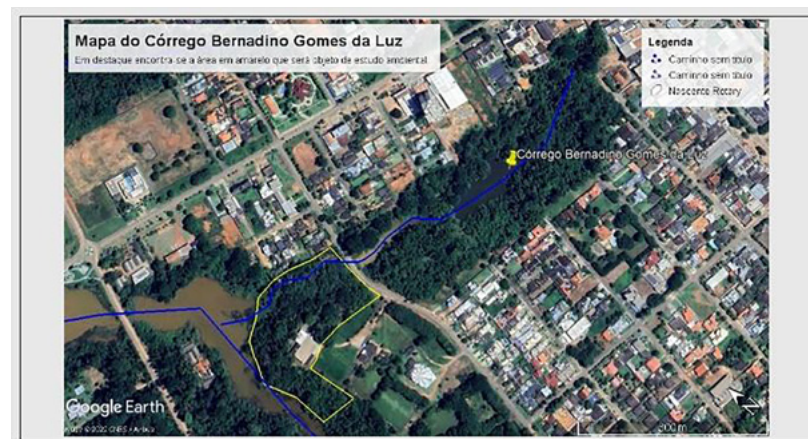 Mapa do Córrego Bernadino Gomes da Luz
Em destaque encontra-se a área em amarelo que será objeto de estudo ambiental
Legenda
Caminho sem título
Caminho sem título
Nascente Rotary
Córrego Bernadino Gomes da Luz
Google Earth
N
300 m